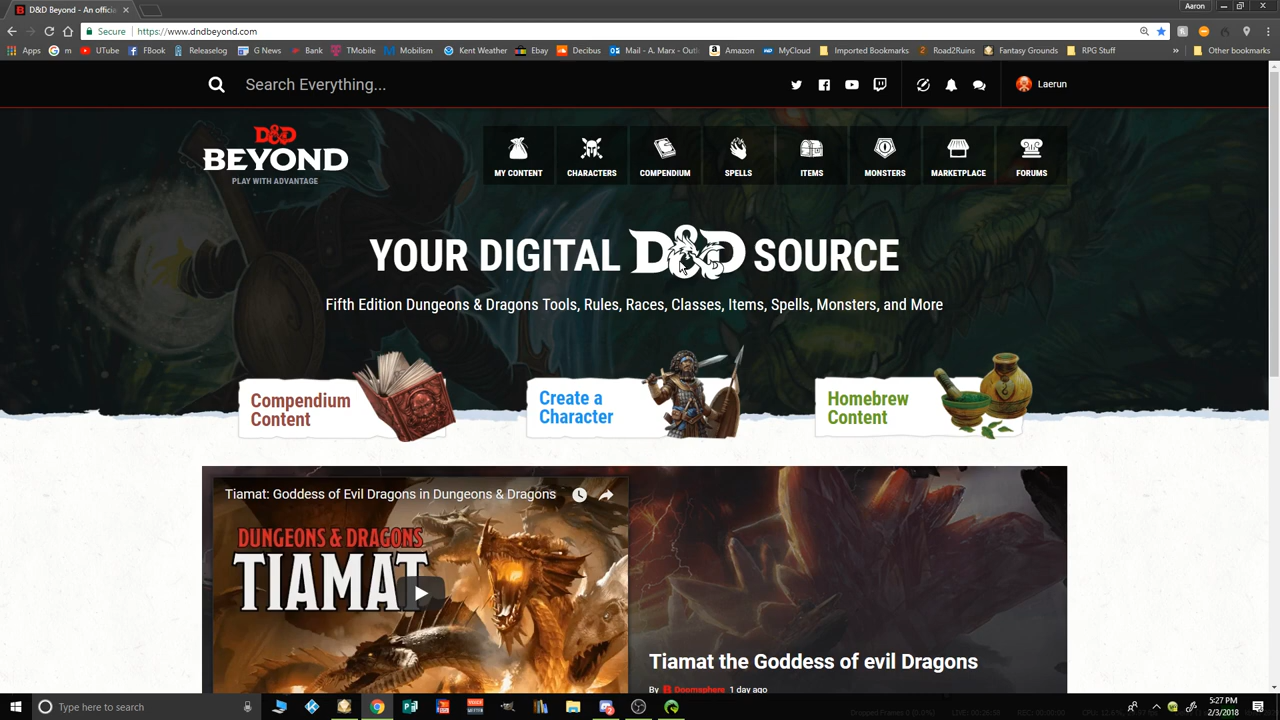 D&D Beyond - An officia
Aaron
Secure
https://www.dndbeyond.com
Apps
m
UTube
FBook
Releaselog
G News
Bank
TMobile
Mobilism
Kent Weather
Ebay
Decibus
Mail - A. Marx - Outl
Amazon
MyCloud
Imported Bookmarks
Road2Ruins
Fantasy Grounds
RPG Stuff
»
Other bookmarks
Search Everything...
Laerun
D&D
BEYOND
PLAY WITH ADVANTAGE
MY CONTENT
CHARACTERS
COMPENDIUM
SPELLS
ITEMS
MONSTERS
MARKETPLACE
FORUMS
YOUR DIGITAL D&D SOURCE
Fifth Edition Dungeons & Dragons Tools, Rules, Races, Classes, Items, Spells, Monsters, and More
Compendium
Content
Create a
Character
Homebrew
Content
Tiamat: Goddess of Evil Dragons in Dungeons & Dragons
DUNGEONS & DRAGONS
TIAMAT
Tiamat the Goddess of evil Dragons
By Doomsphere 1 day ago
Type here to search
5:27 PM
2/3/2018